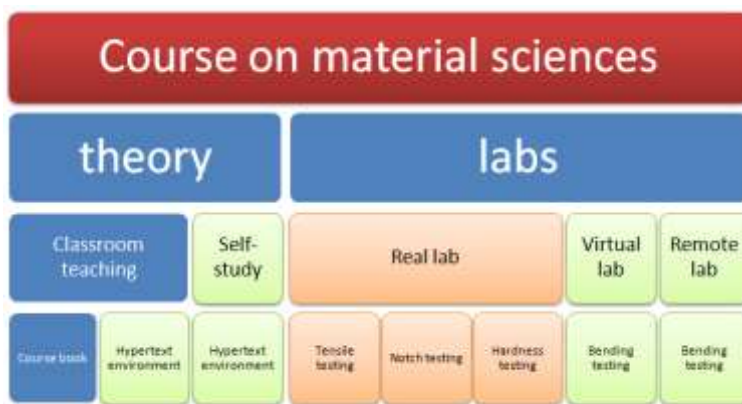 Course on material sciences
theory
labs
Classroom
teaching
Self-
study
Real lab
Virtual
lab
Remote
lab
Course book
Hypertext
environment
Hypertext
environment
Tensile
testing
Notch testing
Hardness
testing
Bending
testing
Bending
testing